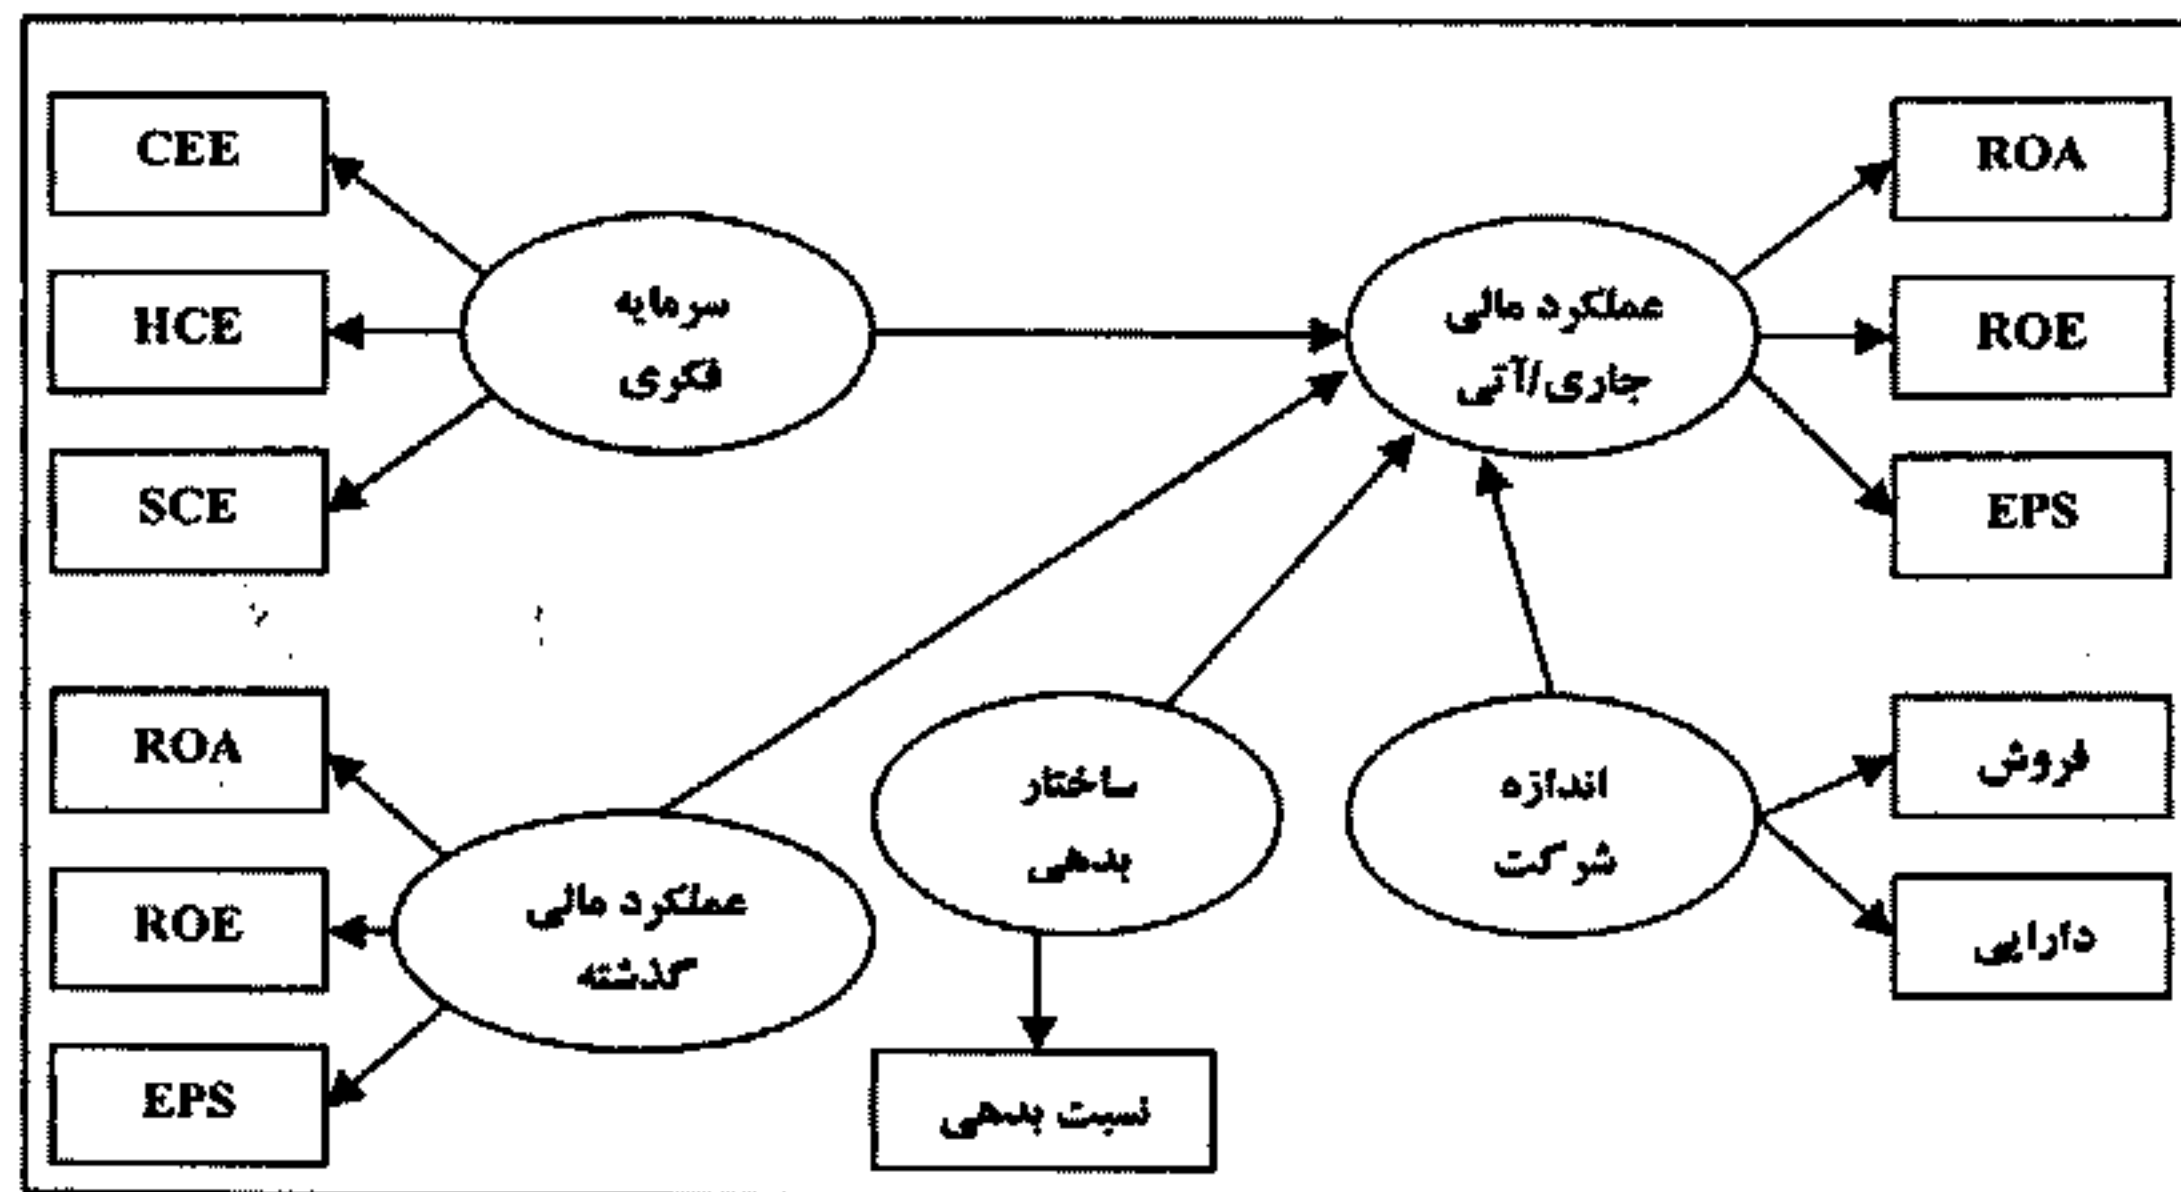 CEE
HCE
SCE
سرمایه
فکری
عملکرد مالی
جاری/آتی
ROA
ROE
EPS
ROA
ROE
EPS
عملکرد مالی
گذشته
ساختار
بدهی
نسبت بدهی
اندازه
شرکت
فروش
دارایی